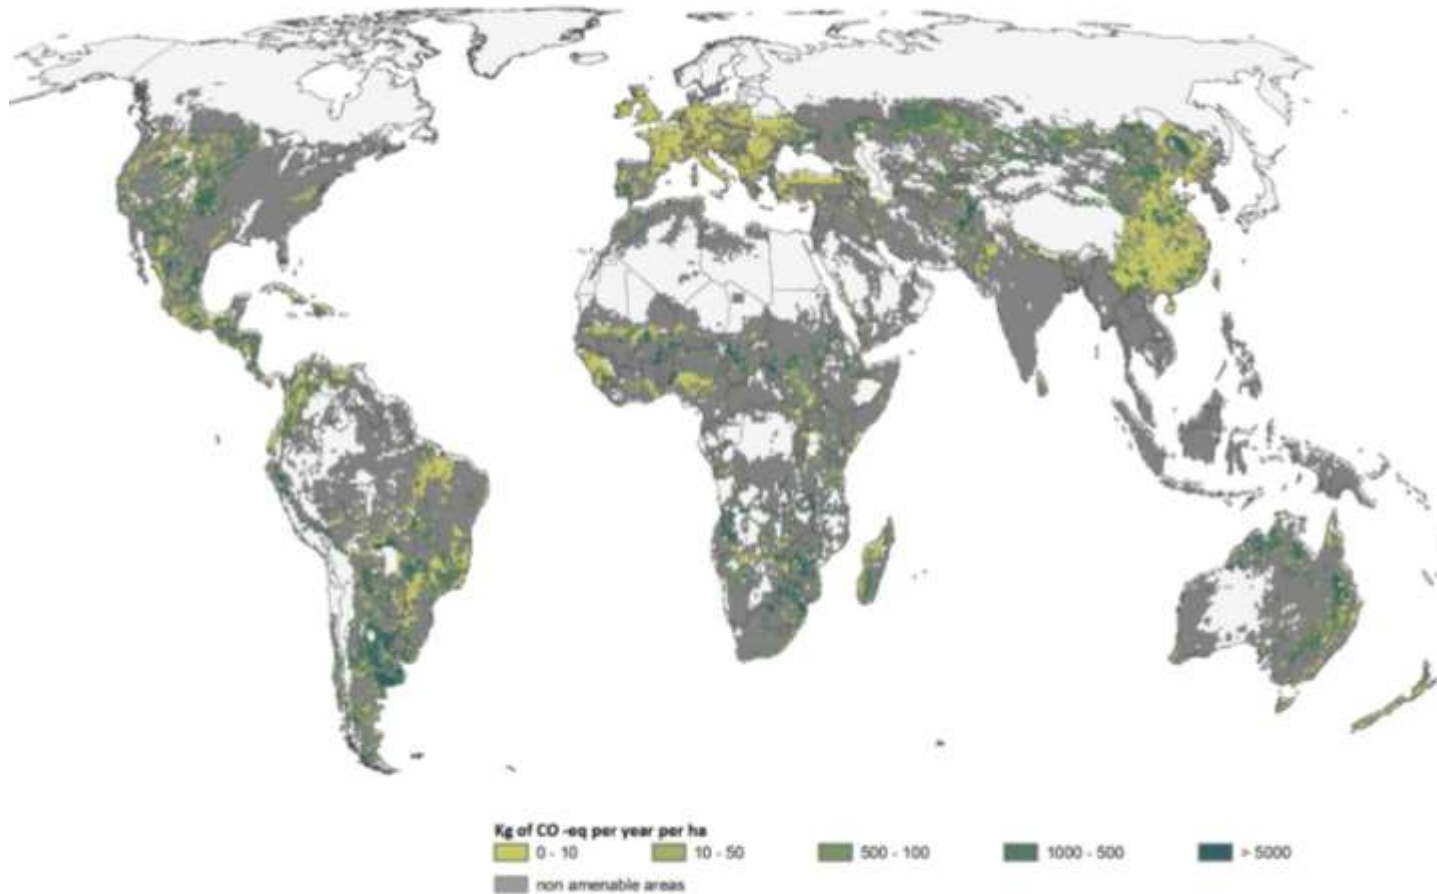 Kg of CO -eq per year per ha
0 - 10 10 - 50 500 - 100 1000 - 500 > 5000
non amenable areas